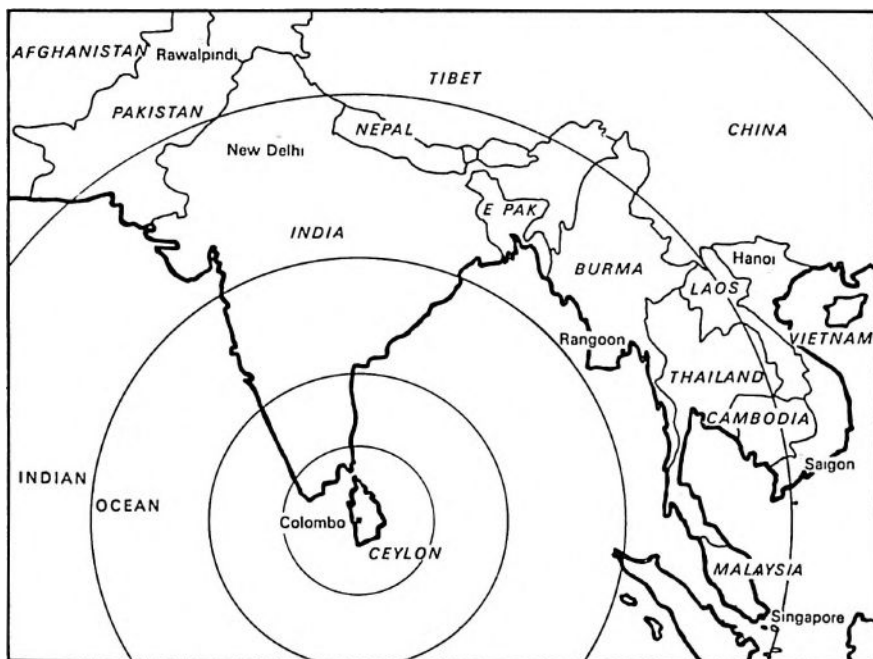 AFGHANISTAN
Rawalpindi
TIBET
PAKISTAN
CHINA
NEPAL
New Delhi
E PAK
INDIA
Hanoi
BURMA
LAOS
Rangoon
VIETNAM
THAILAND
CAMBODIA
Saigon
INDIAN
OCEAN
Colombo
CEYLON
MALAYSIA
Singapore